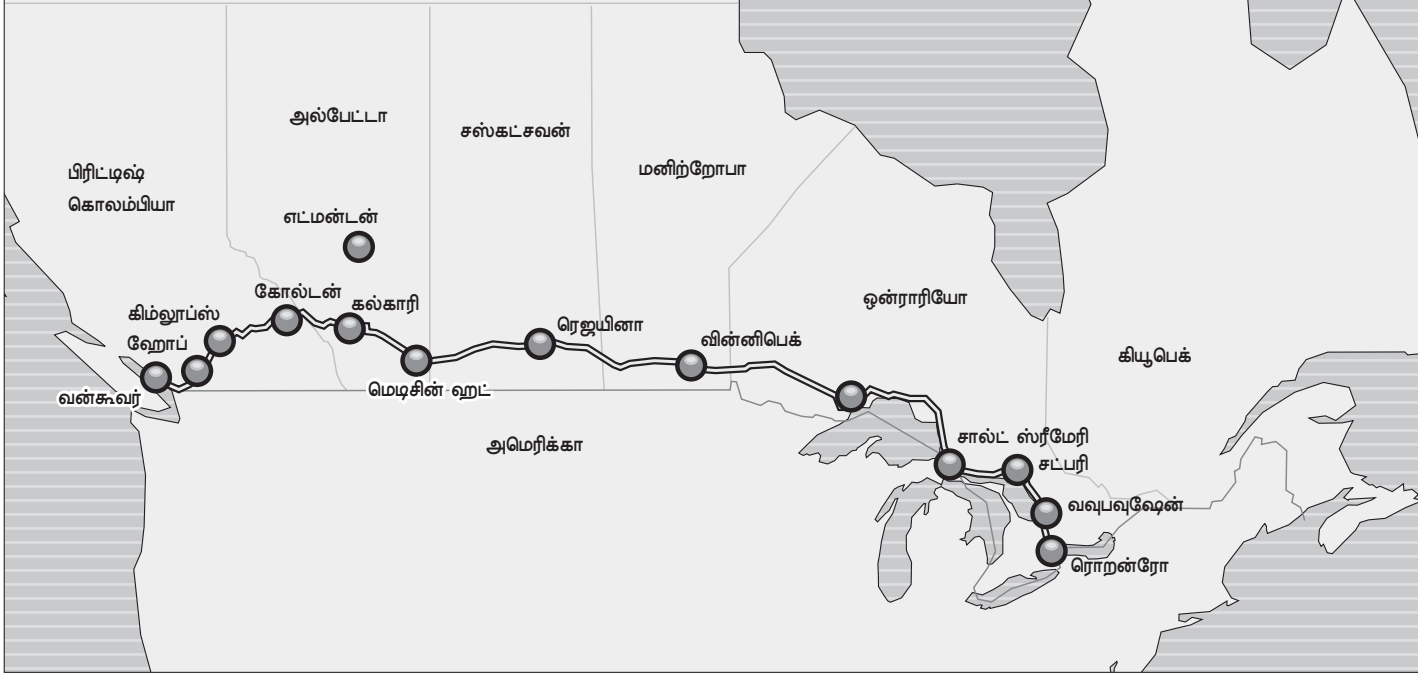 அல்பேட்டா
சஸ்கட்சவன்
மனிற்றோபா
பிரிட்டிஷ்
கொலம்பியா
எட்மன்டன்
கோல்டன்
கல்காரி
ஒன்ராரியோ
கிம்லூப்ஸ்
ஹோப்
ரெஜயினா
வின்னிபெக்
கியூபெக்
வன்கூவர்
மெடிசின் ஹட்
அமெரிக்கா
சால்ட் ஸ்ரீமேரி
சட்பரி
வவுபவுஷேன்
ரொறன்ரோ